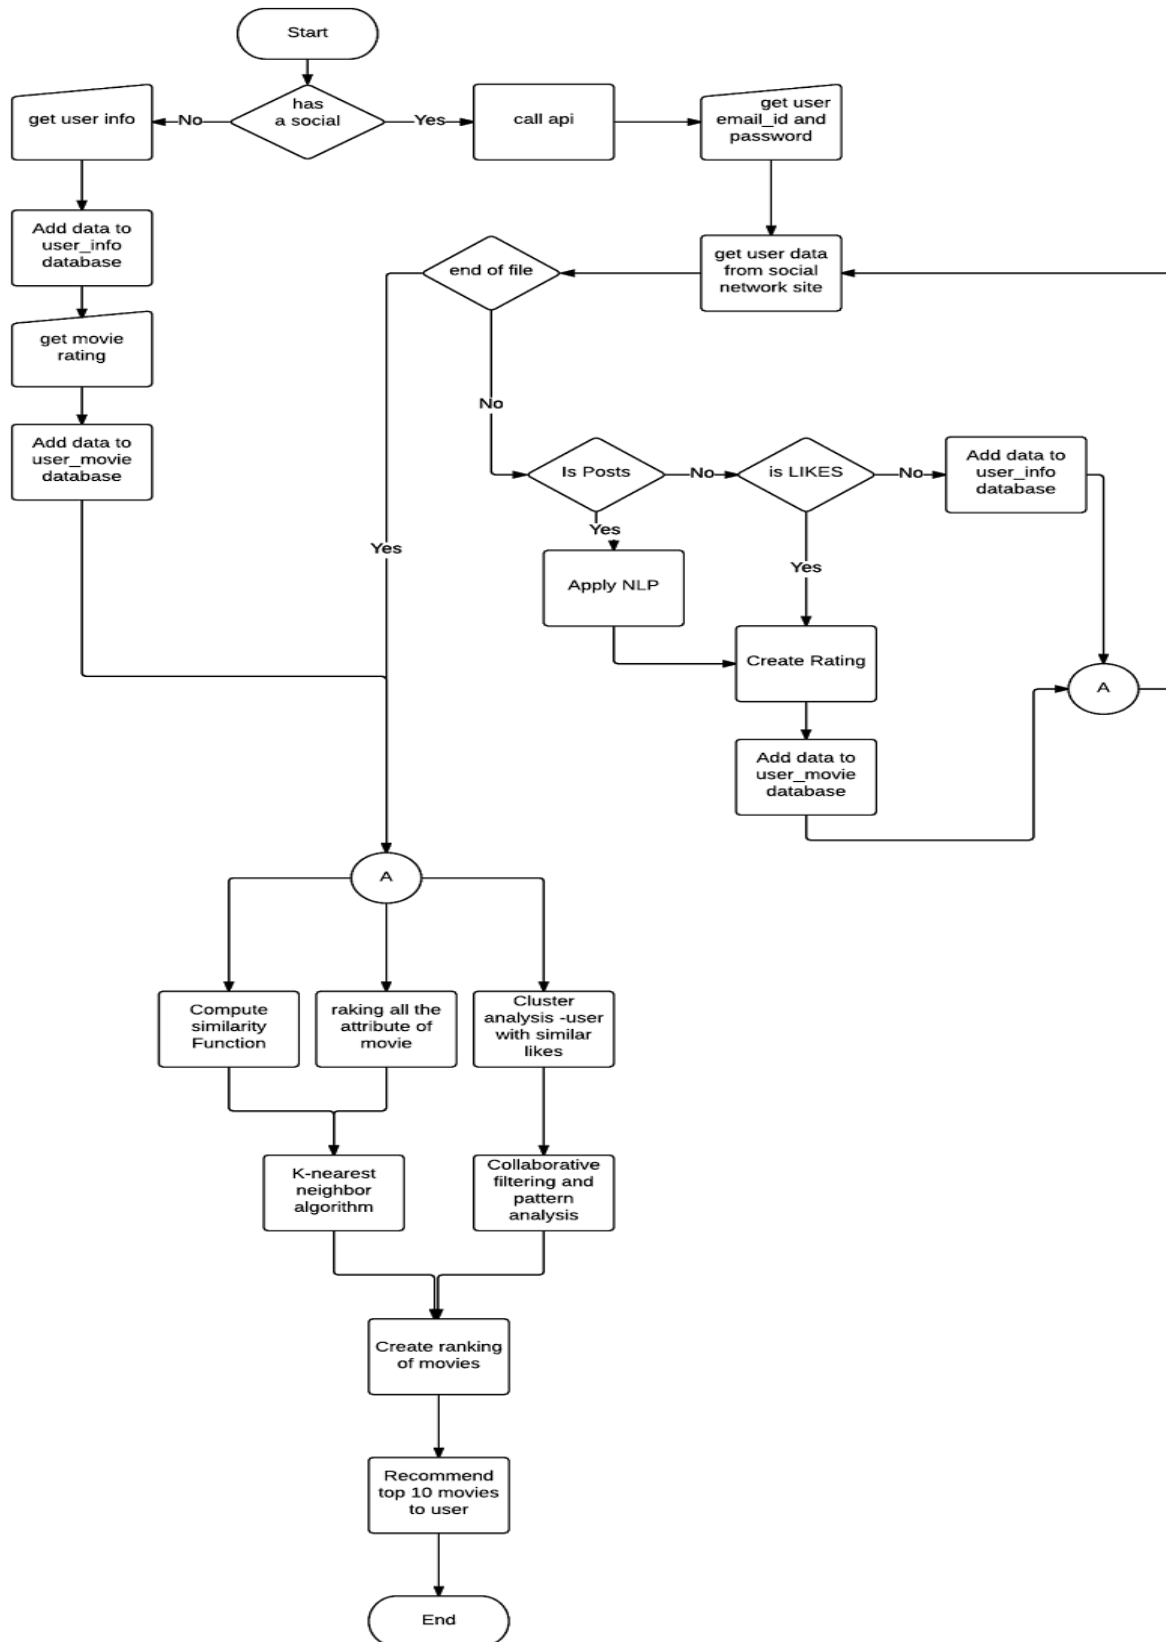 Start
has
a social
No
Yes
get user info
call api
get user
email_id and
password
Add data to
user_info
database
end of file
get user data
from social
network site
get movie
rating
No
Add data to
user_movie
database
Is Posts
No
is LIKES
No
Add data to
user_info
database
Yes
Yes
Yes
Apply NLP
Create Rating
A
Add data to
user_movie
database
A
Compute
similarity
Function
raking all the
attribute of
movie
Cluster
analysis -user
with similar
likes
K-nearest
neighbor
algorithm
Collaborative
filtering and
pattern
analysis
Create ranking
of movies
Recommend
top 10 movies
to user
End